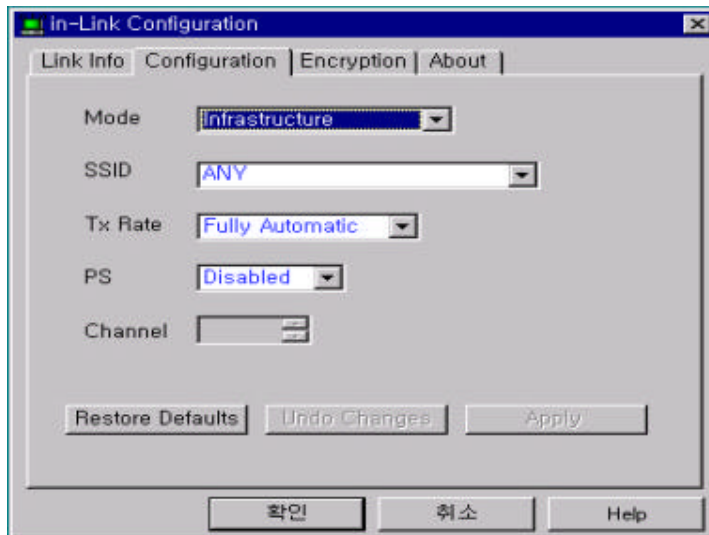 in-Link Configuration
Link Info Configuration Encryption About
Mode Infrastructure
SSID ANY
Tx Rate Fully Automatic
PS Disabled
Channel
Restore Defaults Undo Changes Apply
확인 취소 Help